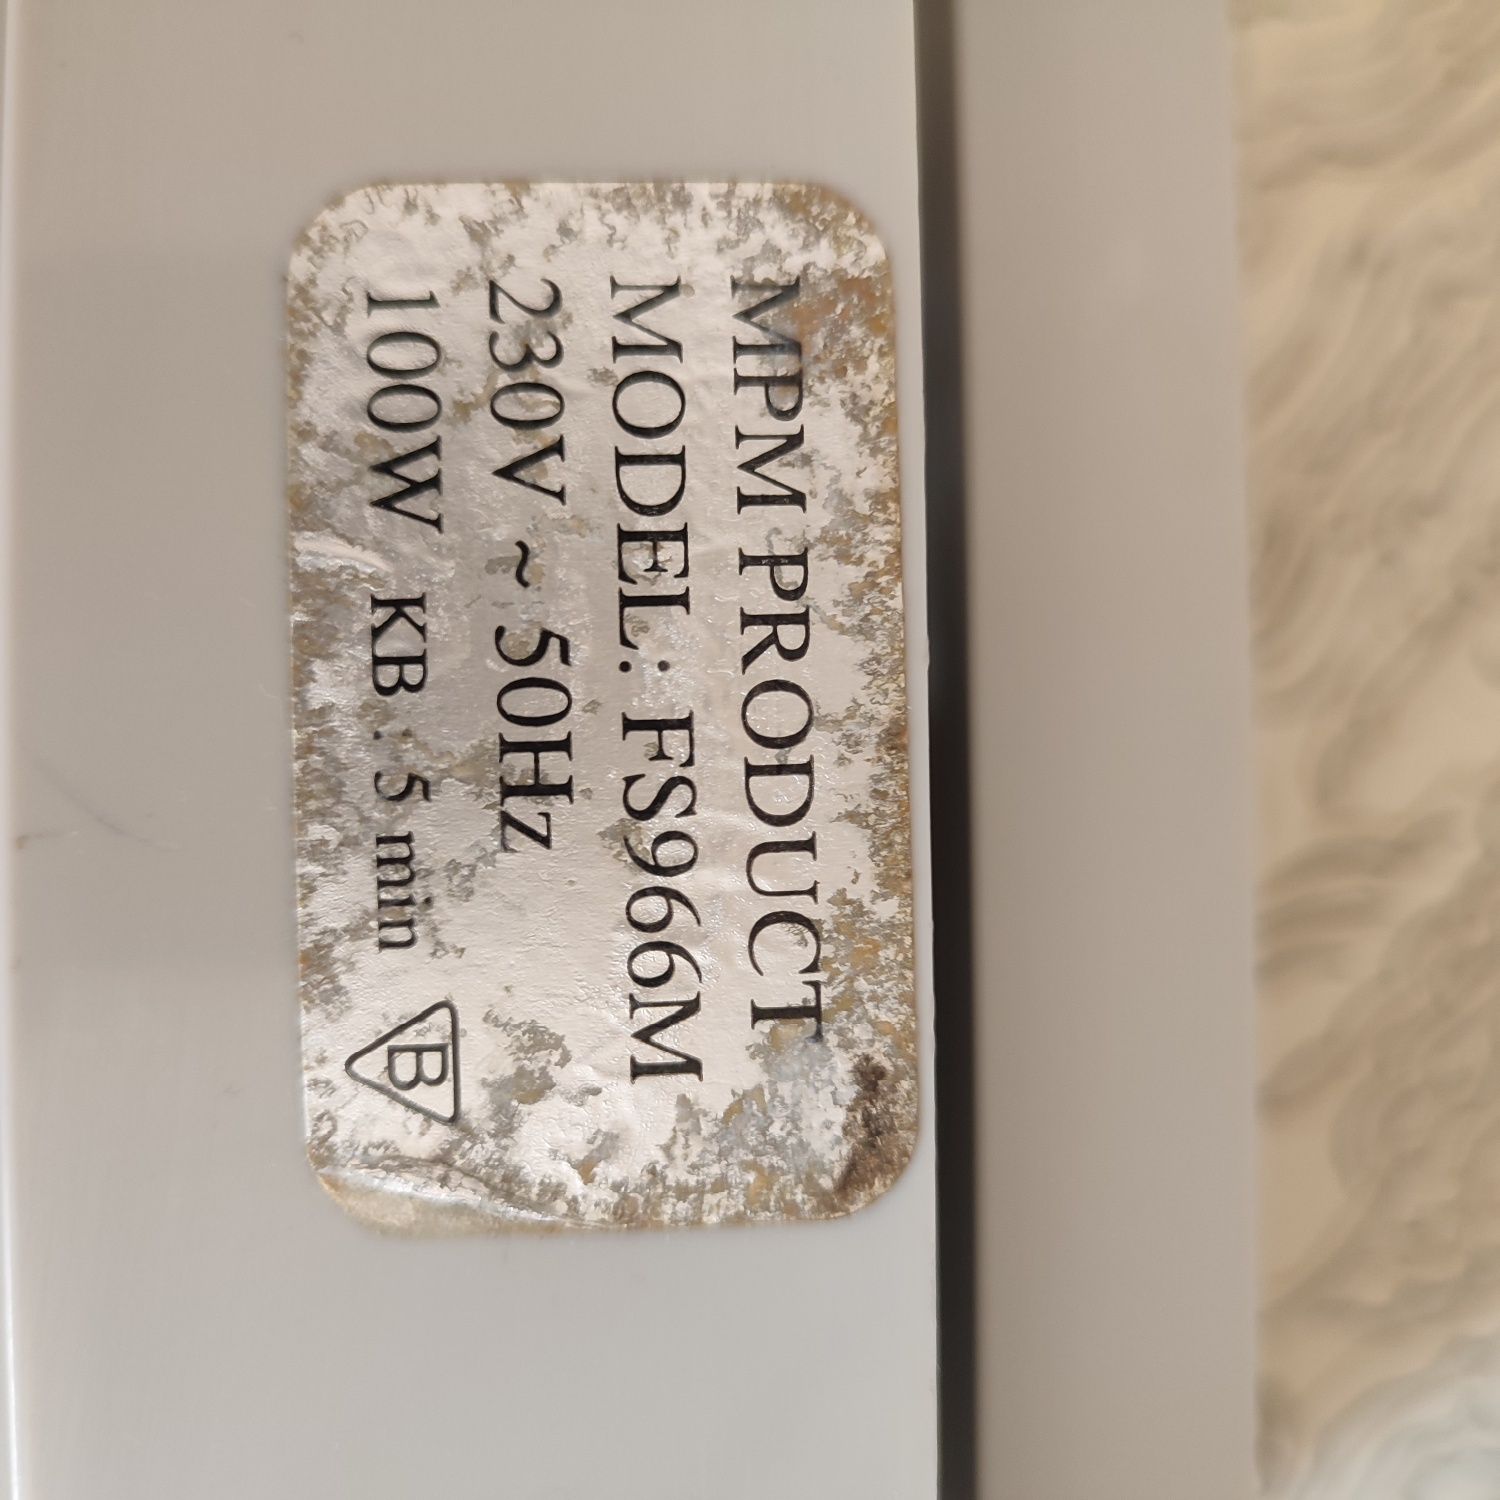 MPM PRODUCT
MODEL: FS966M
230V ~ 50Hz
100W KB : 5 min B